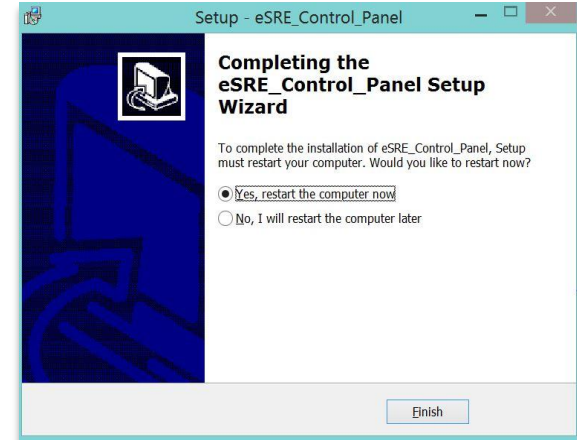 Setup - eSRE_Control_Panel
Completing the
eSRE_Control_Panel Setup
Wizard
To complete the installation of eSRE_Control_Panel, Setup
must restart your computer. Would you like to restart now?
Yes, restart the computer now
No, I will restart the computer later
Finish